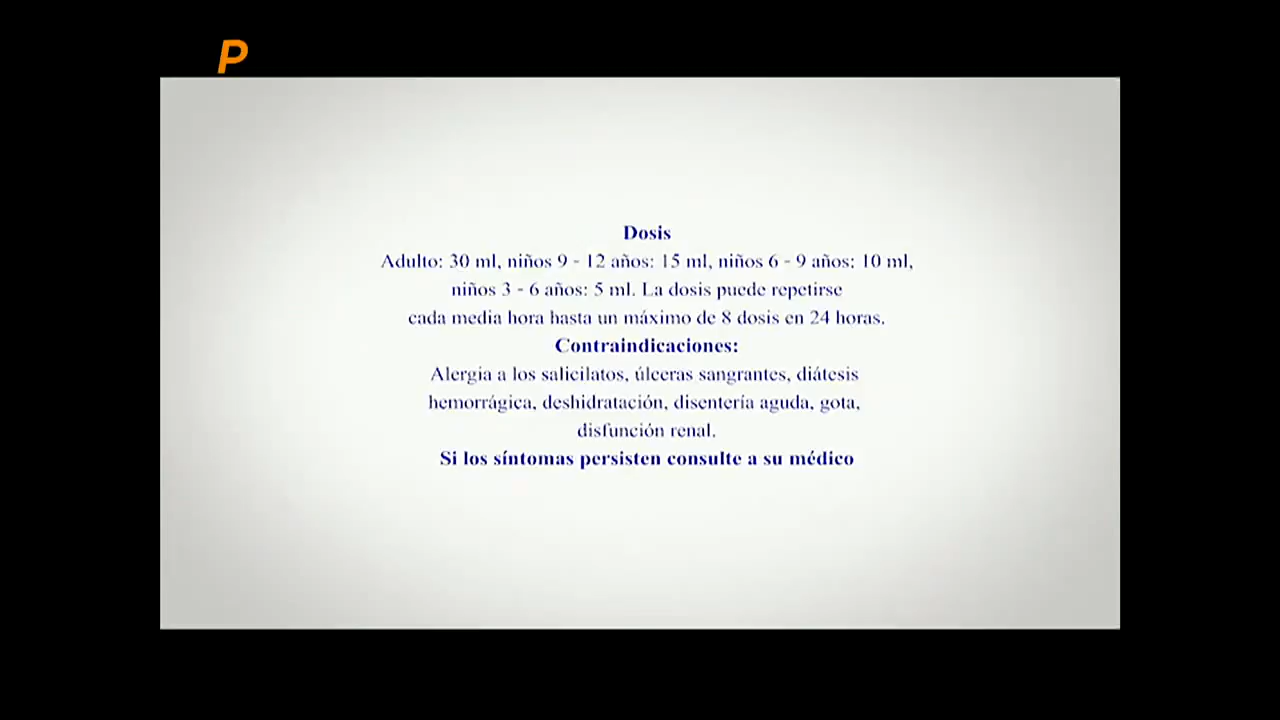 P
Dosis
Adulto: 30 ml, niños 9 - 12 años: 15 ml, niños 6 - 9 años: 10 ml,
niños 3 - 6 años: 5 ml. La dosis puede repetirse
cada media hora hasta un máximo de 8 dosis en 24 horas.
Contraindicaciones:
Alergia a los salicilatos, úlceras sangrantes, diátesis
hemorrágica, deshidratación, disentería aguda, gota,
disfunción renal.
Si los síntomas persisten consulte a su médico